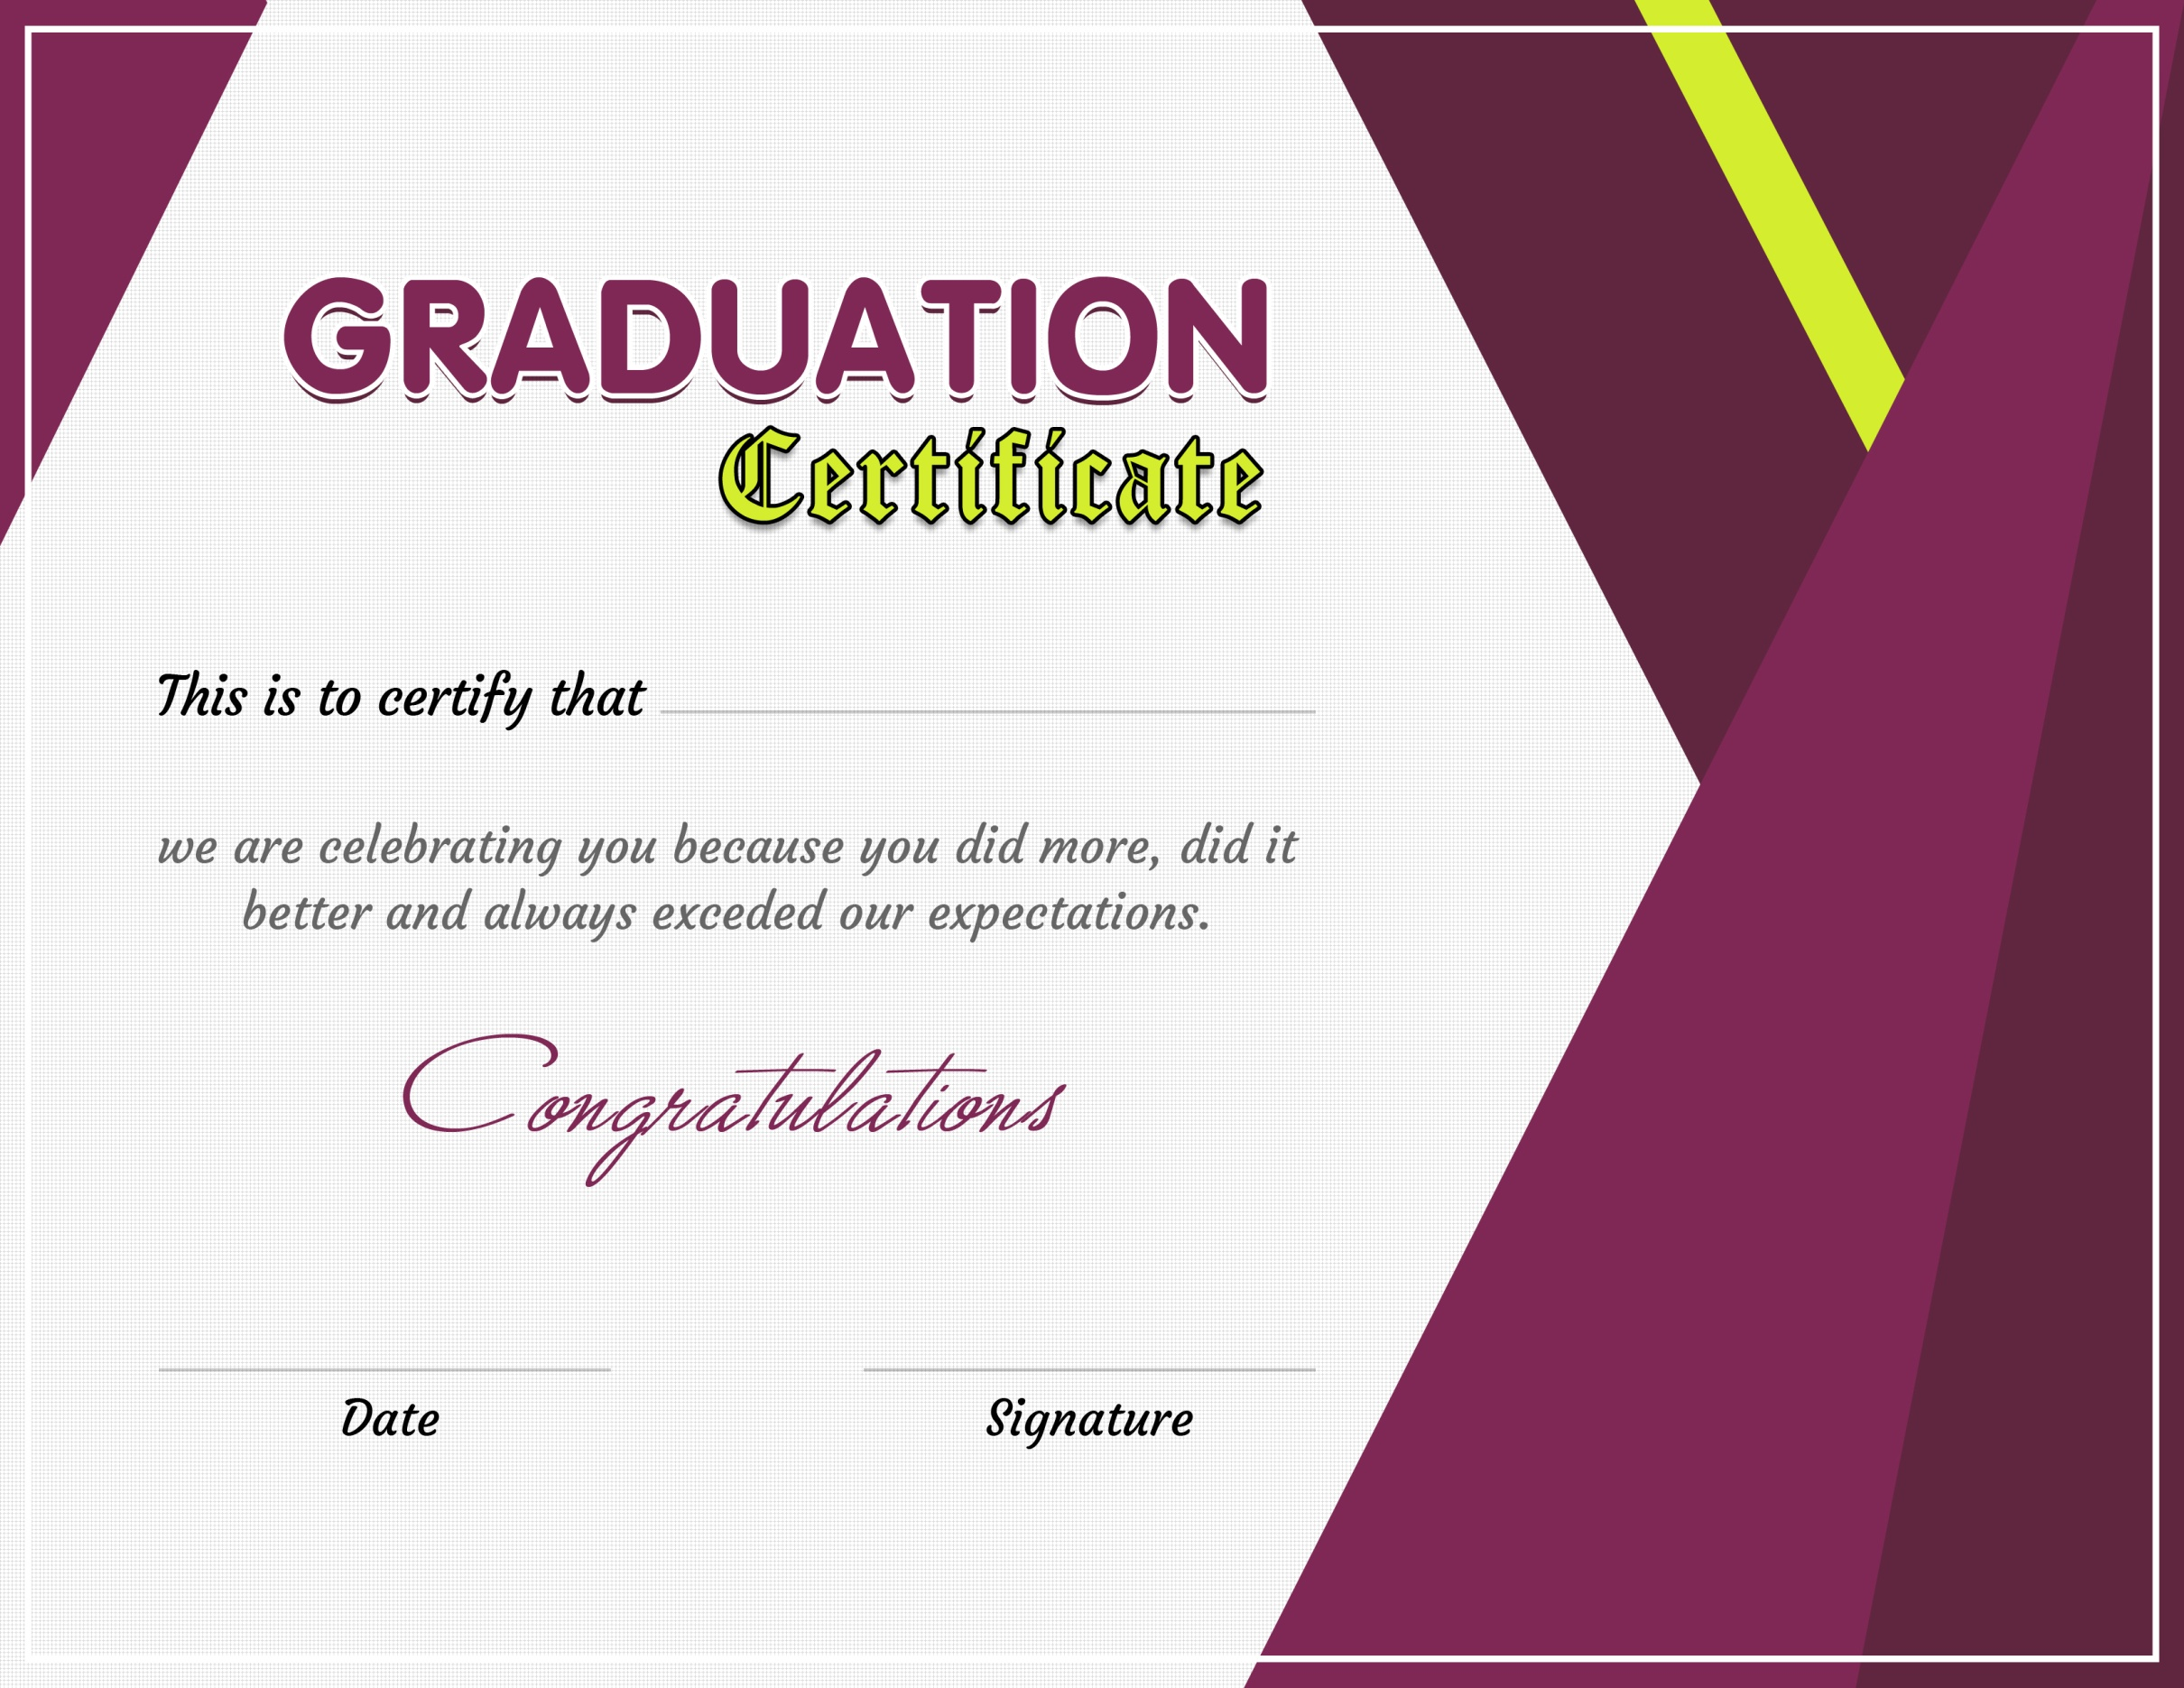 GRADUATION
Certificate
This is to certify that
we are celebrating you because you did more, did it
better and always exceded our expectations.
Congratulations
Date
Signature